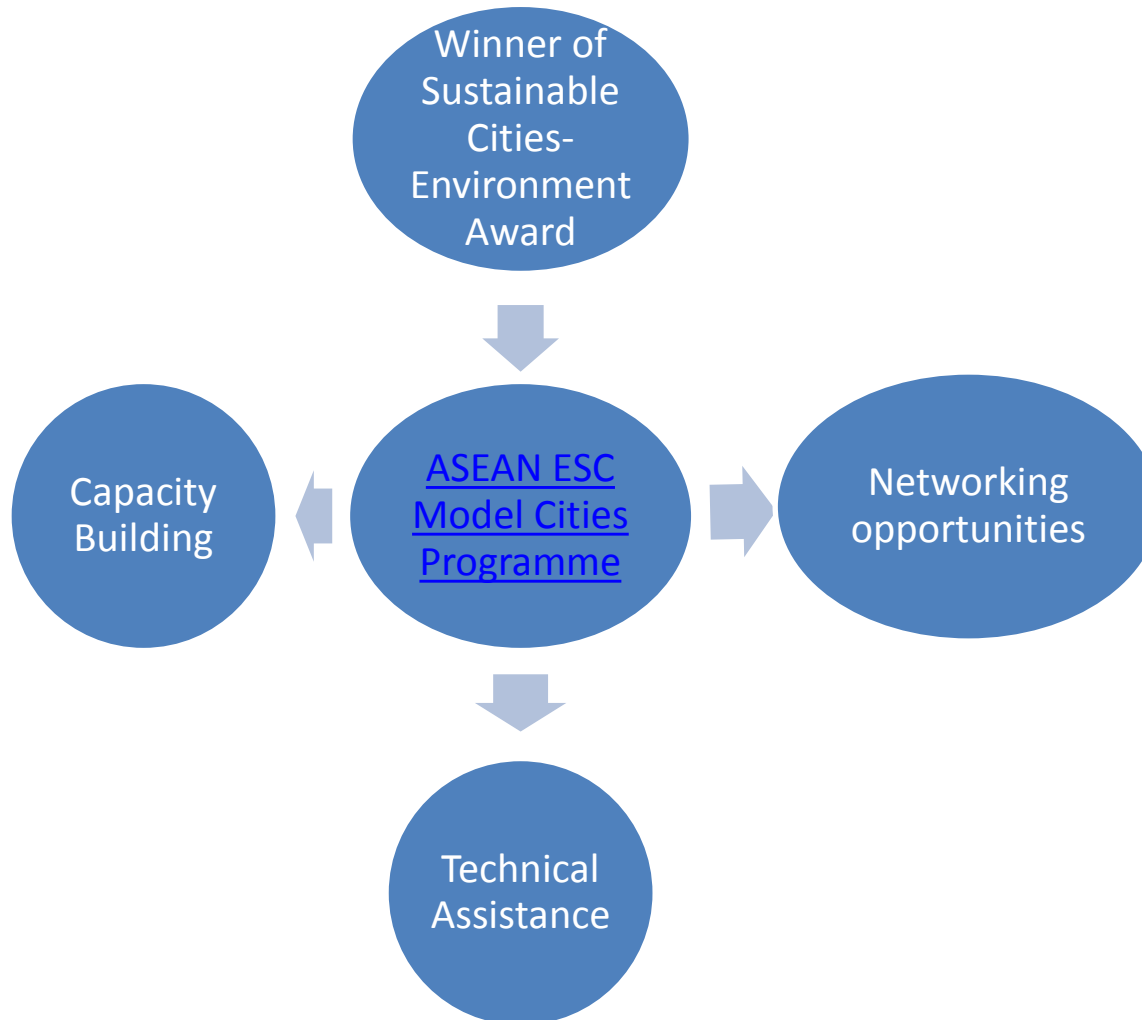 Winner of
Sustainable
Cities-
Environment
Award
Capacity
Building
ASEAN ESC
Model Cities
Programme
Networking
opportunities
Technical
Assistance